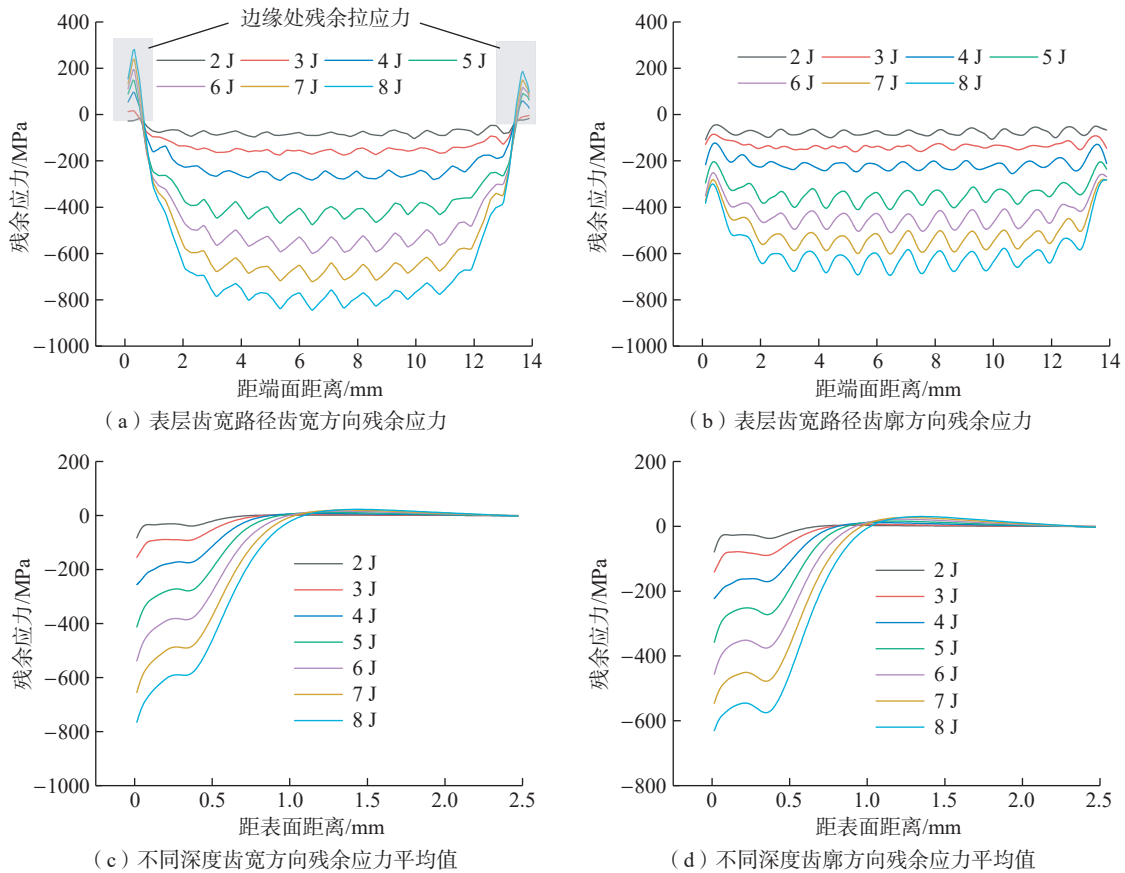 边缘处残余拉应力
400
200
0
−200
−400
−600
−800
−1000
残余应力/MPa
2 J
3 J
4 J
5 J
6 J
7 J
8 J
0
2
4
6
8
10
12
14
距端面距离/mm
（a）表层齿宽路径齿宽方向残余应力
400
200
0
−200
−400
−600
−800
−1000
残余应力/MPa
2 J
3 J
4 J
5 J
6 J
7 J
8 J
0
2
4
6
8
10
12
14
距端面距离/mm
（b）表层齿宽路径齿廓方向残余应力
200
0
−200
−400
−600
−800
−1000
残余应力/MPa
2 J
3 J
4 J
5 J
6 J
7 J
8 J
0
0.5
1.0
1.5
2.0
2.5
距表面距离/mm
（c）不同深度齿宽方向残余应力平均值
200
0
−200
−400
−600
−800
残余应力/MPa
2 J
3 J
4 J
5 J
6 J
7 J
8 J
0
0.5
1.0
1.5
2.0
2.5
距表面距离/mm
（d）不同深度齿廓方向残余应力平均值